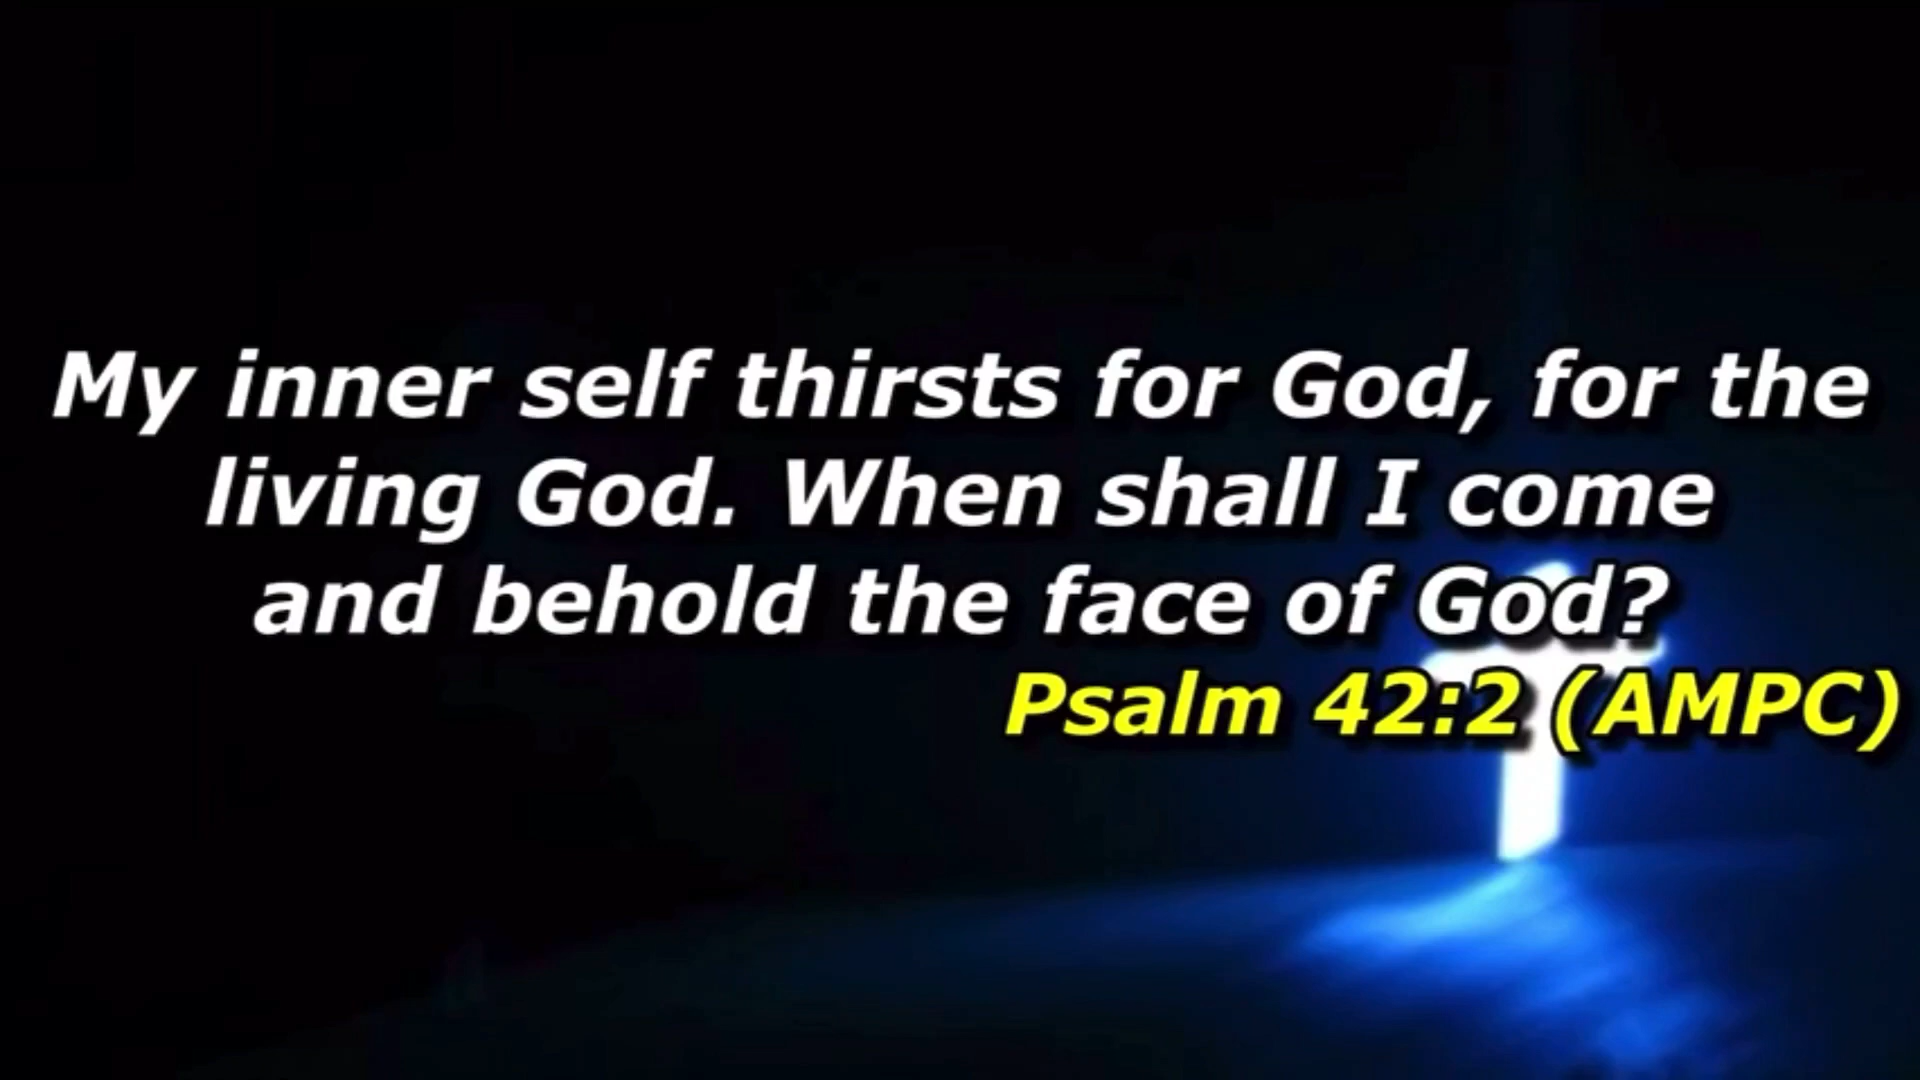 My inner self thirsts for God, for the
living God. When shall I come
and behold the face of God?
Psalm 42:2 (AMPC)